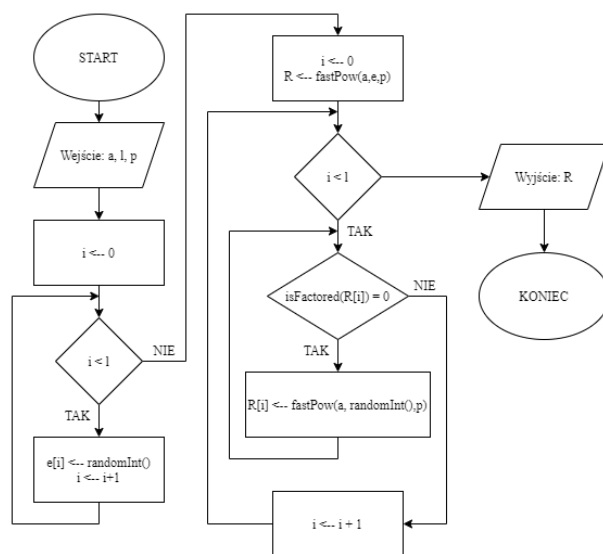 START
Wejście: a, l, p
i <-- 0
i < l
NIE
TAK
e[i] <-- randomInt()
i <-- i+1
i <-- 0
R <-- fastPow(a,e,p)
i < l
TAK
isFactored(R[i]) = 0
NIE
TAK
R[i] <-- fastPow(a, randomInt(),p)
i <-- i + 1
Wyjście: R
KONIEC